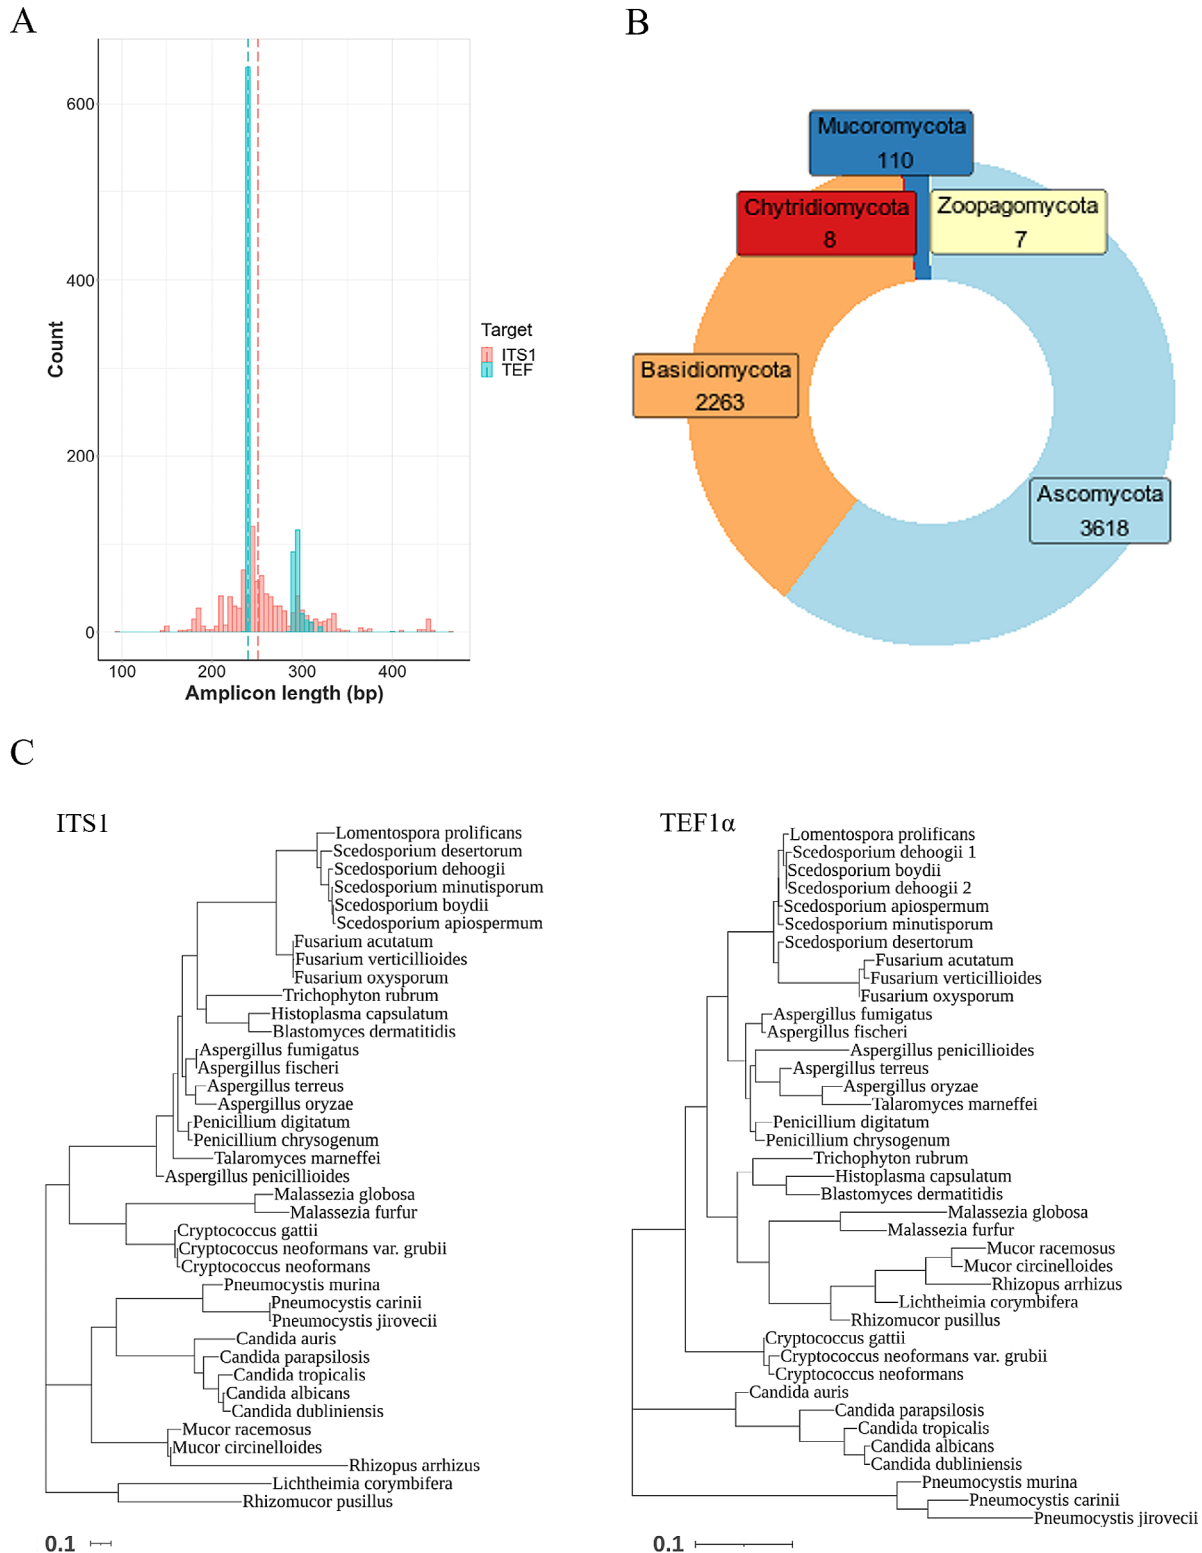 A
600
400
200
0
Count
100
200
300
400
Amplicon length (bp)
Target
ITS1
TEF
B
Mucoromycota
110
Chytridiomycota
8
Zoopagomycota
7
Basidiomycota
2263
Ascomycota
3618
C
ITS1
Lomentospora prolificans
Scedosporium desertorum
Scedosporium dehoogii
Scedosporium minutisporum
Scedosporium boydii
Scedosporium apiospermum
Fusarium acutatum
Fusarium verticillioides
Fusarium oxysporum
Trichophyton rubrum
Histoplasma capsulatum
Blastomyces dermatitidis
Aspergillus fumigatus
Aspergillus fischeri
Aspergillus terreus
Aspergillus oryzae
Penicillium digitatum
Penicillium chrysogenum
Talaromyces marneffei
Aspergillus penicillioides
Malassezia globosa
Malassezia furfur
Cryptococcus gattii
Cryptococcus neoformans var. grubii
Cryptococcus neoformans
Pneumocystis murina
Pneumocystis carinii
Pneumocystis jirovecii
Candida auris
Candida parapsilosis
Candida tropicalis
Candida albicans
Candida dubliniensis
Mucor racemosus
Mucor circinelloides
Rhizopus arrhizus
Lichtheimia corymbifera
Rhizomucor pusillus
0.1
TEF1α
Lomentospora prolificans
Scedosporium dehoogii 1
Scedosporium boydii
Scedosporium dehoogii 2
Scedosporium apiospermum
Scedosporium minutisporum
Scedosporium desertorum
Fusarium acutatum
Fusarium verticillioides
Fusarium oxysporum
Aspergillus fumigatus
Aspergillus fischeri
Aspergillus penicillioides
Aspergillus terreus
Aspergillus oryzae
Talaromyces marneffei
Penicillium digitatum
Penicillium chrysogenum
Trichophyton rubrum
Histoplasma capsulatum
Blastomyces dermatitidis
Malassezia globosa
Malassezia furfur
Mucor racemosus
Mucor circinelloides
Rhizopus arrhizus
Lichtheimia corymbifera
Rhizomucor pusillus
Cryptococcus gattii
Cryptococcus neoformans var. grubii
Cryptococcus neoformans
Candida auris
Candida parapsilosis
Candida tropicalis
Candida albicans
Candida dubliniensis
Pneumocystis murina
Pneumocystis carinii
Pneumocystis jirovecii
0.1